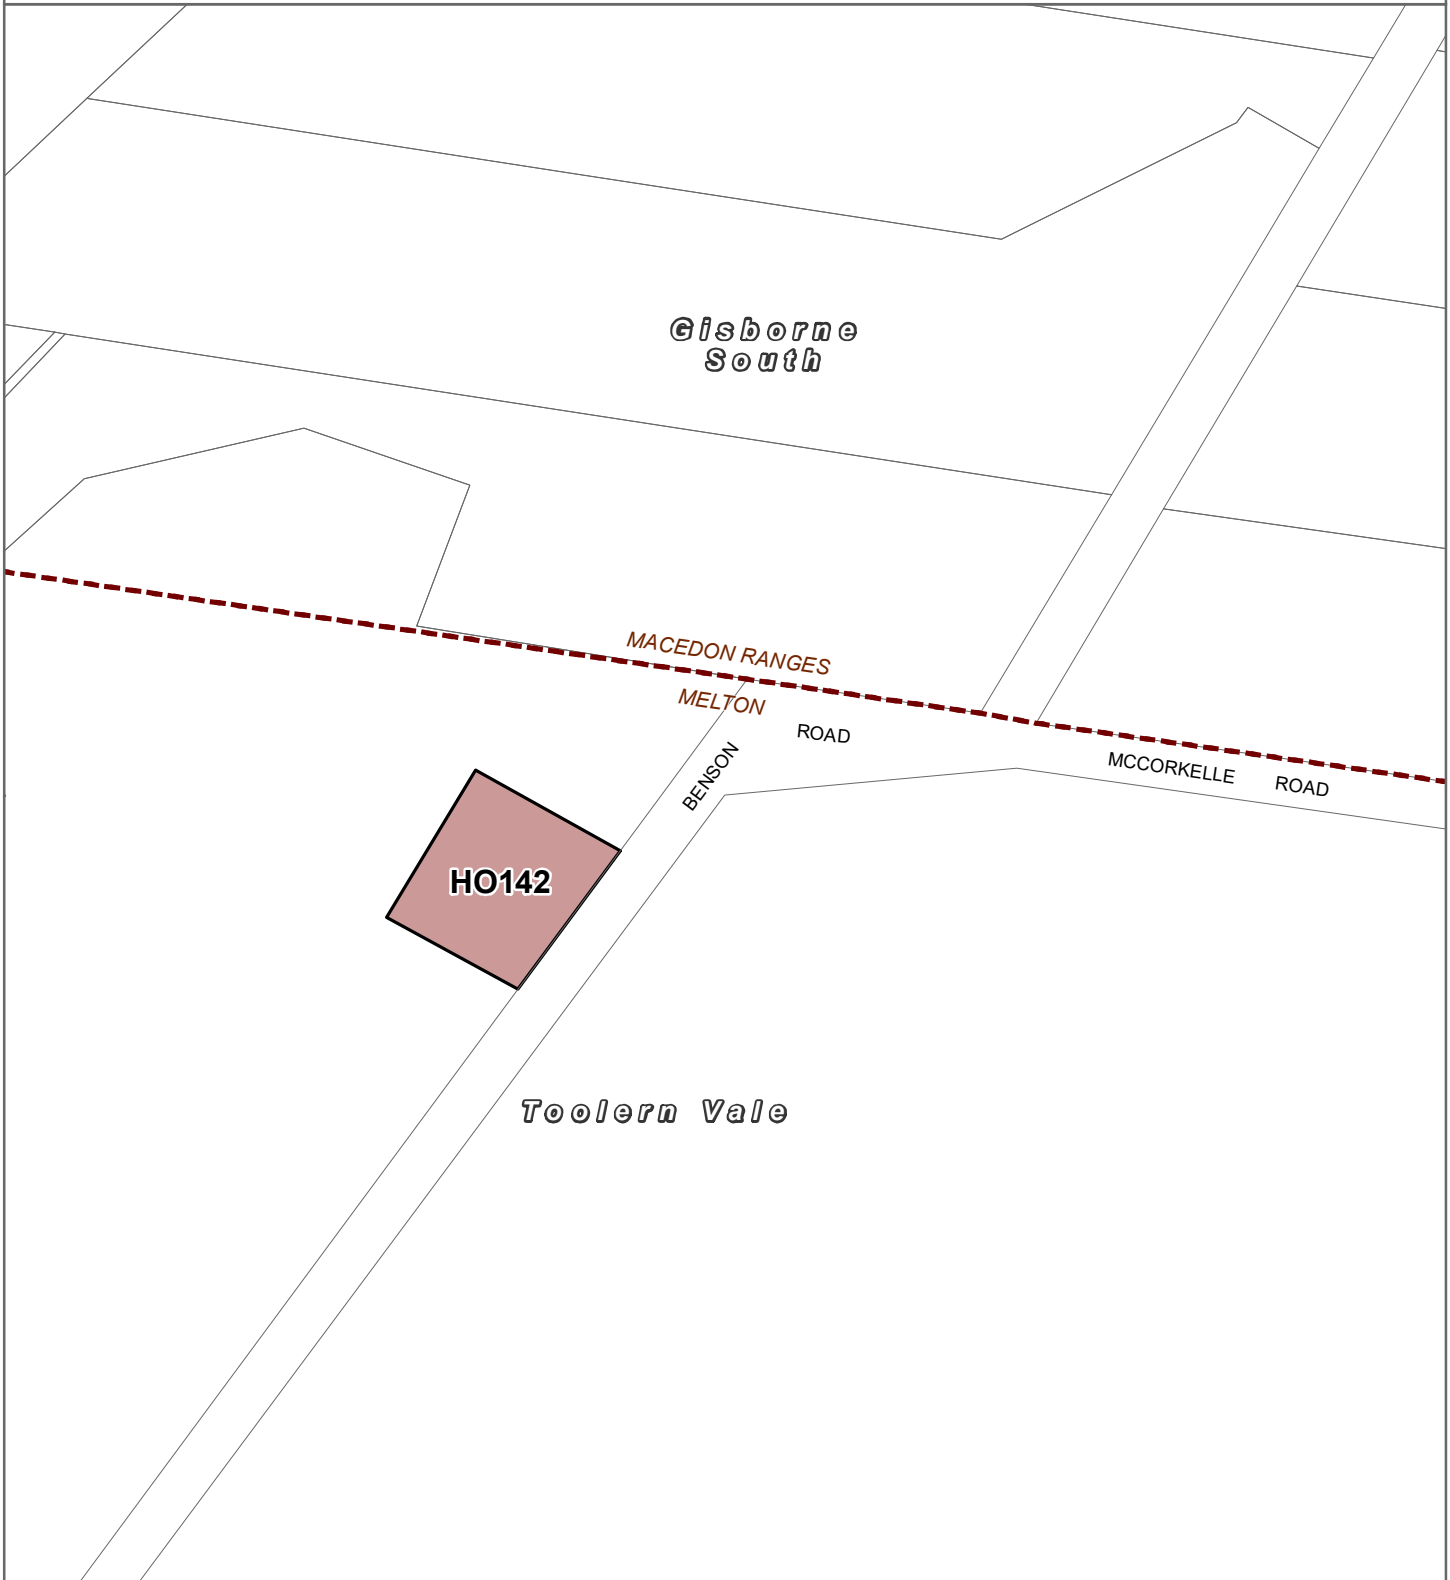 Gisborne
South
MACEDON RANGES
MELTON
BENSON
ROAD
MCCORKELLE ROAD
HO142
Toolern Vale